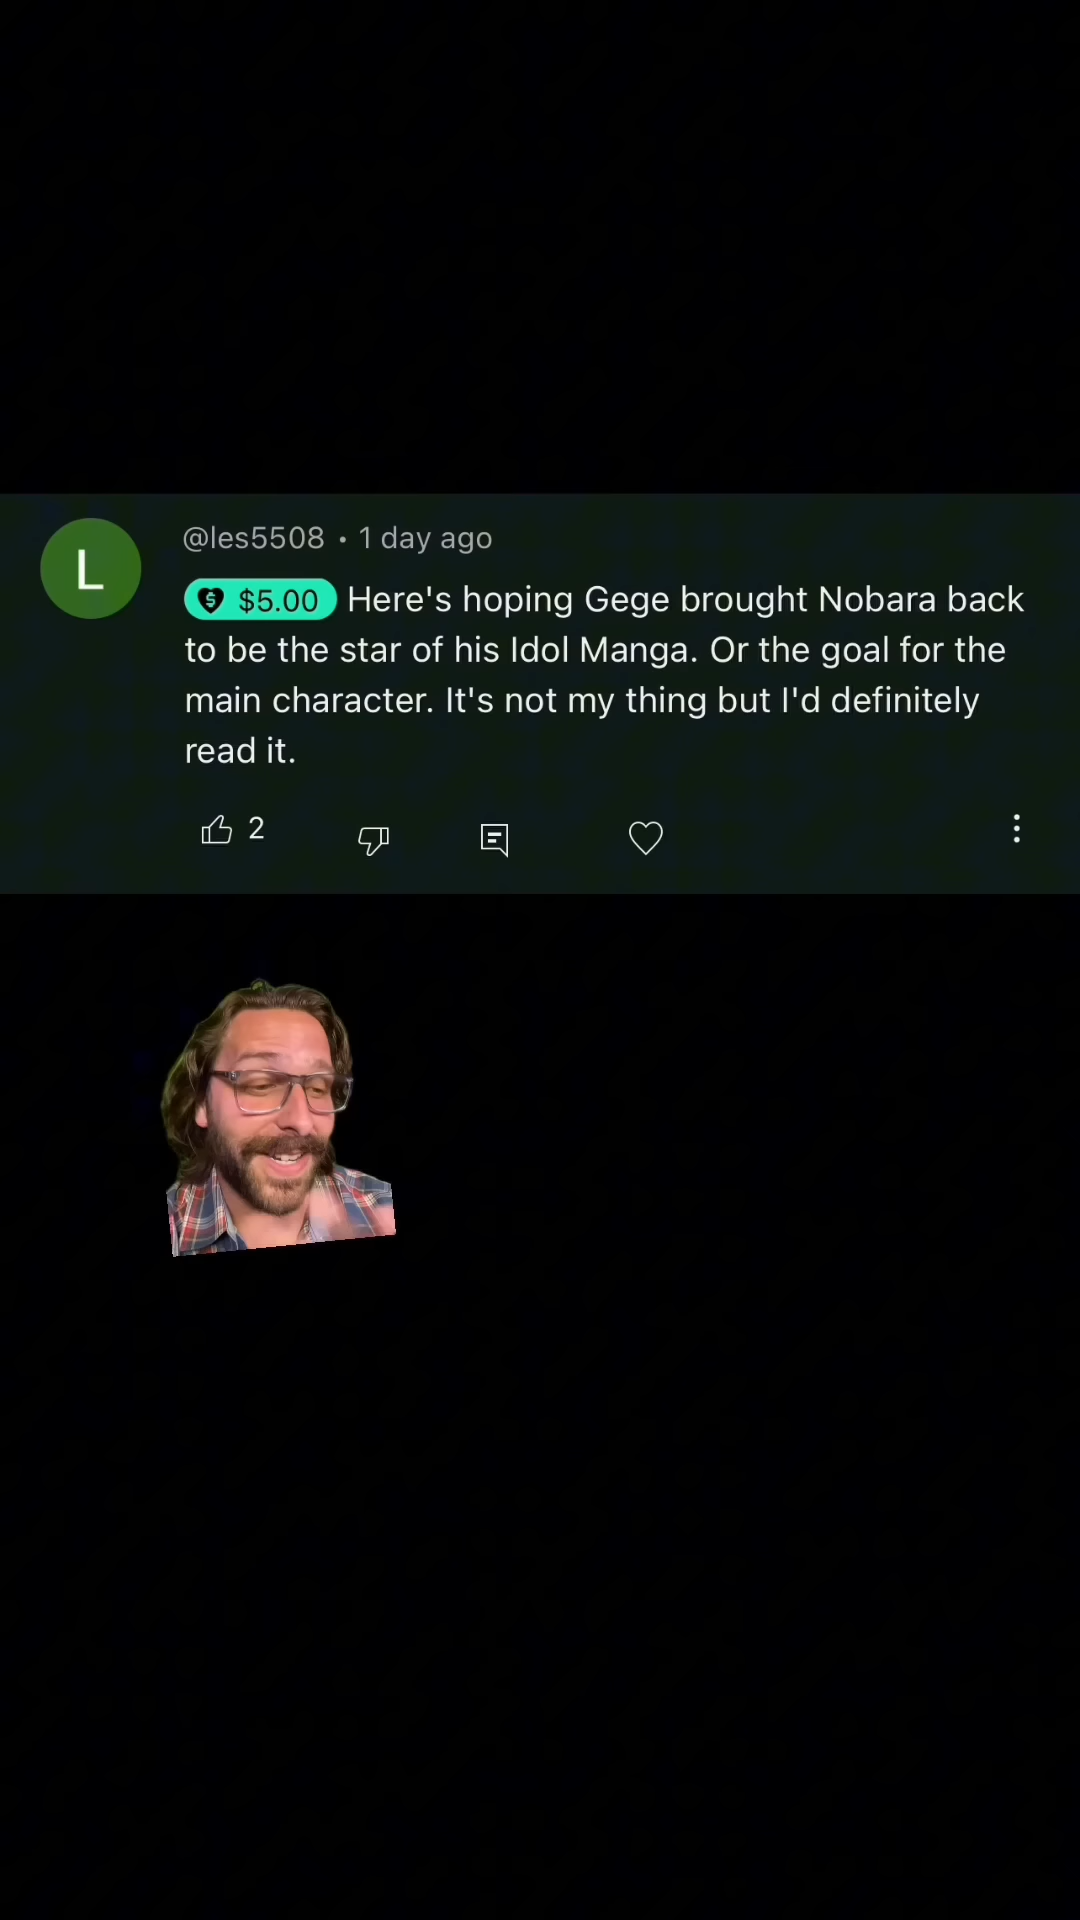 L
@les5508 • 1 day ago
$5.00 Here's hoping Gege brought Nobara back
to be the star of his Idol Manga. Or the goal for the
main character. It's not my thing but I'd definitely
read it.
2